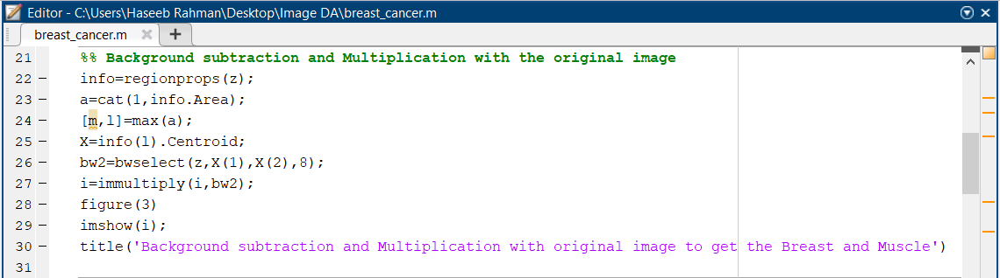 Editor - C:\Users\Haseeb Rahman\Desktop\Image DA\breast_cancer.m
breast_cancer.m
21 %% Background subtraction and Multiplication with the original image
22 - info=regionprops(z);
23 - a=cat(1,info.Area);
24 - [m,l]=max(a);
25 - X=info(l).Centroid;
26 - bw2=bwselect(z,X(1),X(2),8);
27 - i=immultiply(i,bw2);
28 - figure(3)
29 - imshow(i);
30 - title('Background subtraction and Multiplication with original image to get the Breast and Muscle')
31